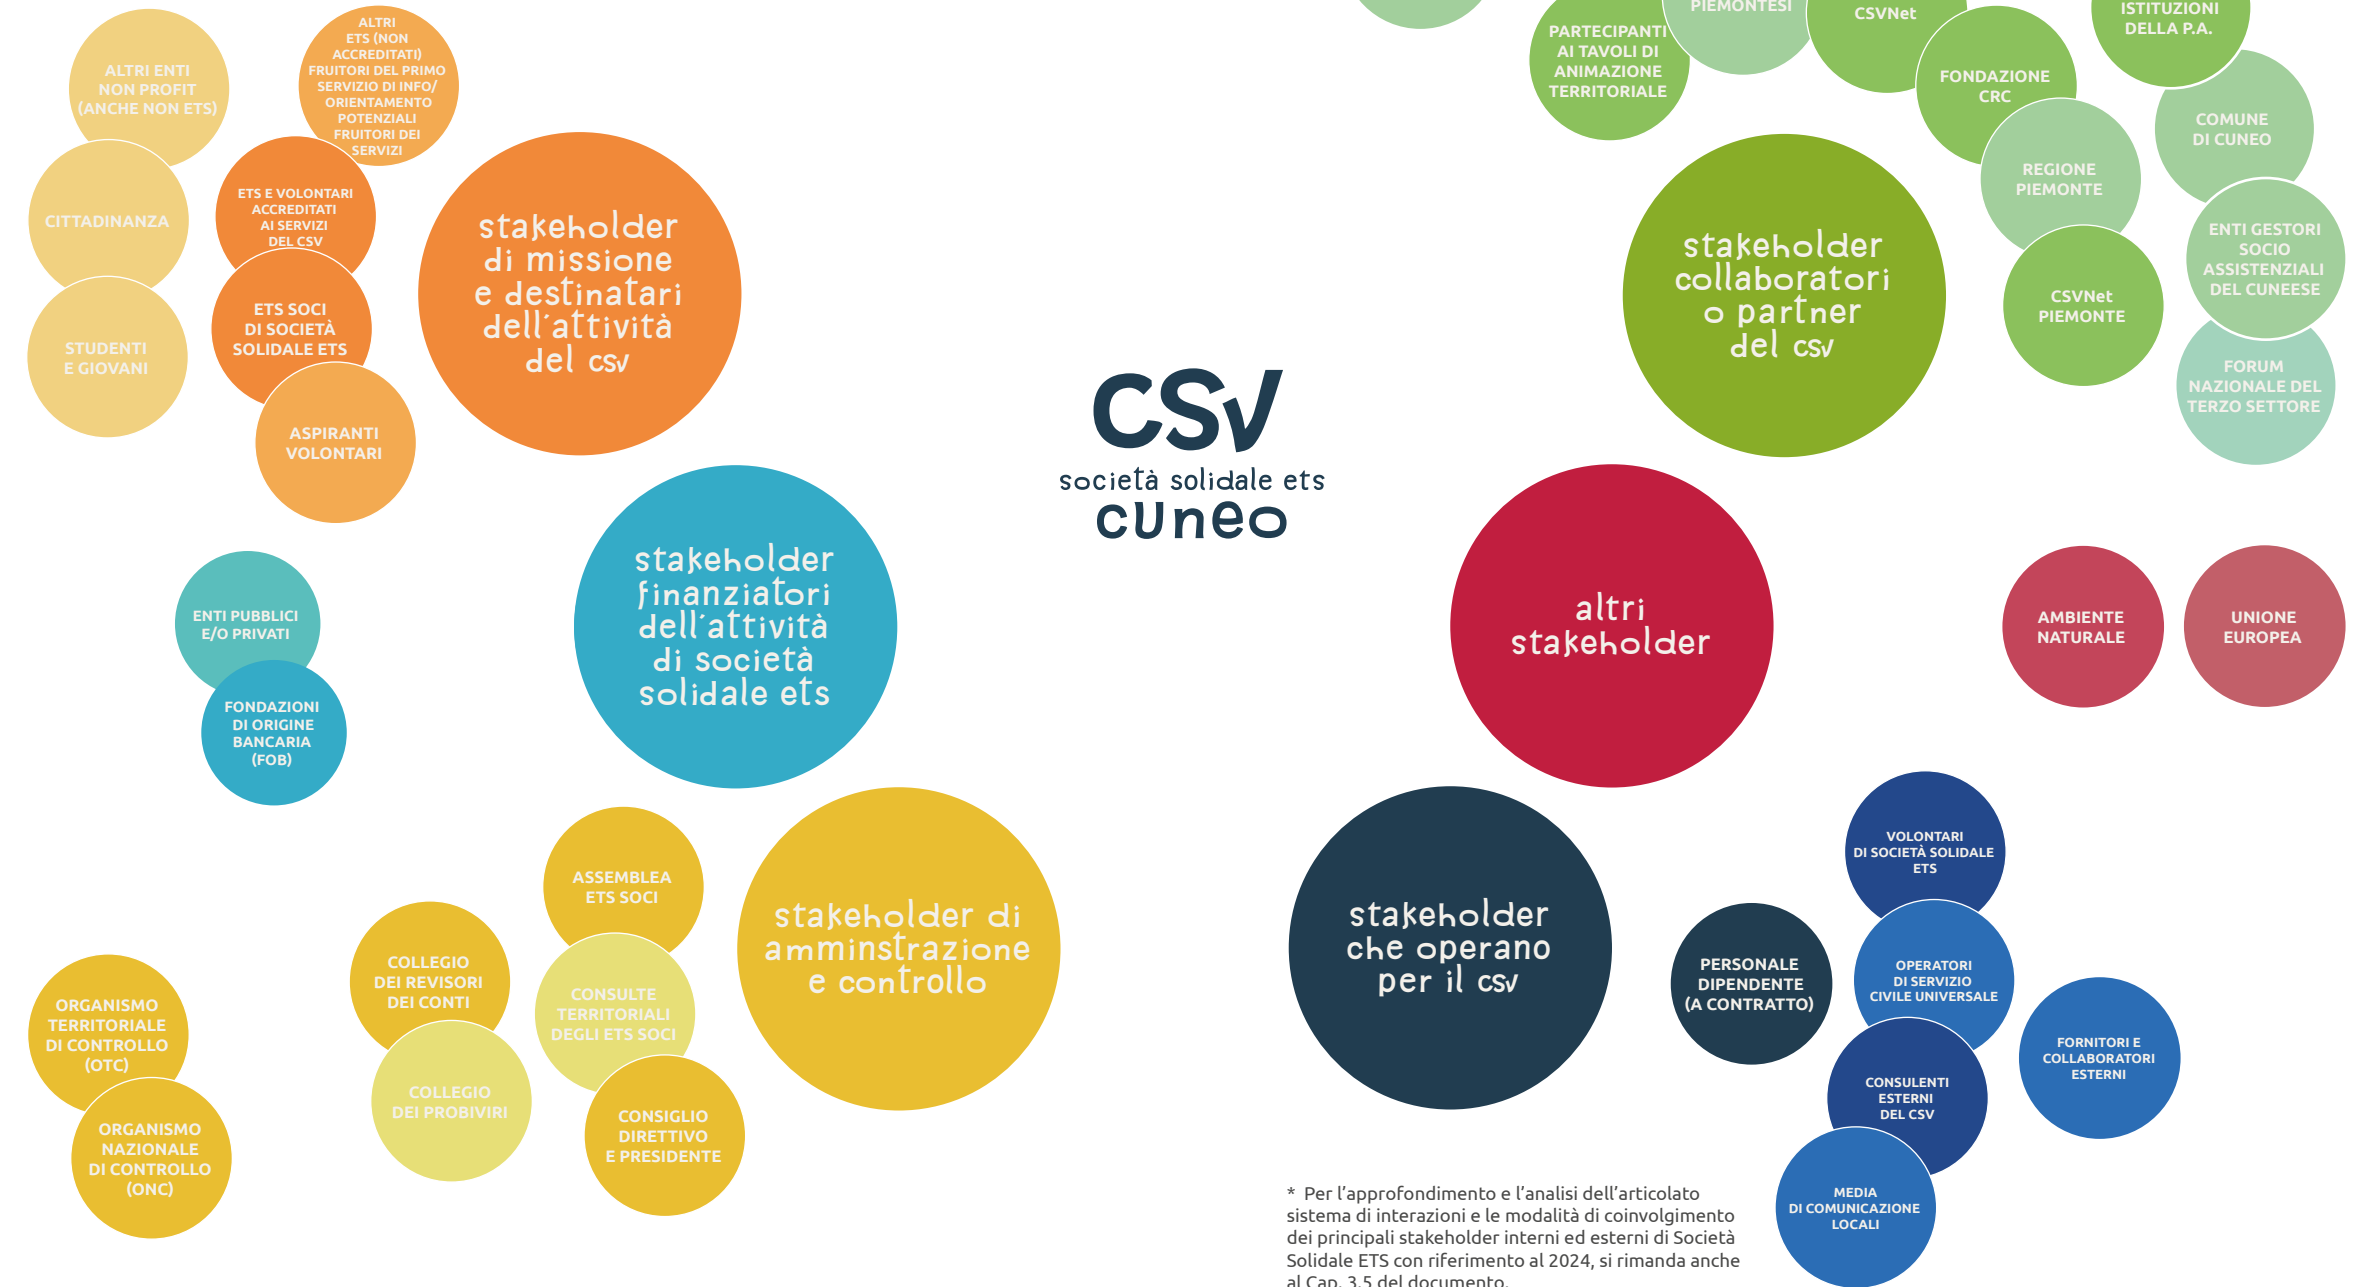 ALTRI ENTI
NON PROFIT
(ANCHE NON ETS)
ALTRI
ETS (NON
ACCREDITATI)
FRUITORI DEL PRIMO
SERVIZIO DI INFO/
ORIENTAMENTO
POTENZIALI
FRUITORI DEI
SERVIZI
CITTADINANZA
ETS E VOLONTARI
ACCREDITATI
AI SERVIZI
DEL CSV
STUDENTI
E GIOVANI
ETS SOCI
DI SOCIETÀ
SOLIDALE ETS
ASPIRANTI
VOLONTARI
stakeholder
di missione
e destinatari
dell'attività
del csv
PARTECIPANTI
AI TAVOLI DI
ANIMAZIONE
TERRITORIALE
PIEMONTESI
CSVNet
FONDAZIONE
CRC
ISTITUZIONI
DELLA P.A.
COMUNE
DI CUNEO
REGIONE
PIEMONTE
ENTI GESTORI
SOCIO
ASSISTENZIALI
DEL CUNEESE
CSVNet
PIEMONTE
FORUM
NAZIONALE DEL
TERZO SETTORE
stakeholder
collaboratori
o partner
del csv
CSV
società solidale ets
cuneo
ENTI PUBBLICI
E/O PRIVATI
FONDAZIONI
DI ORIGINE
BANCARIA
(FOB)
stakeholder
finanziatori
dell'attività
di società
solidale ets
altri
stakeholder
AMBIENTE
NATURALE
UNIONE
EUROPEA
ASSEMBLEA
ETS SOCI
COLLEGIO
DEI REVISORI
DEI CONTI
CONSULTE
TERRITORIALI
DEGLI ETS SOCI
ORGANISMO
TERRITORIALE
DI CONTROLLO
(OTC)
COLLEGIO
DEI PROBIVIRI
CONSIGLIO
DIRETTIVO
E PRESIDENTE
ORGANISMO
NAZIONALE
DI CONTROLLO
(ONC)
stakeholder di
amminstrazione
e controllo
stakeholder
che operano
per il csv
VOLONTARI
DI SOCIETÀ SOLIDALE
ETS
PERSONALE
DIPENDENTE
(A CONTRATTO)
OPERATORI
DI SERVIZIO
CIVILE UNIVERSALE
FORNITORI E
COLLABORATORI
ESTERNI
CONSULENTI
ESTERNI
DEL CSV
MEDIA
DI COMUNICAZIONE
LOCALI
* Per l'approfondimento e l'analisi dell'articolato
sistema di interazioni e le modalità di coinvolgimento
dei principali stakeholder interni ed esterni di Società
Solidale ETS con riferimento al 2024, si rimanda anche
al Cap. 3.5 del documento.